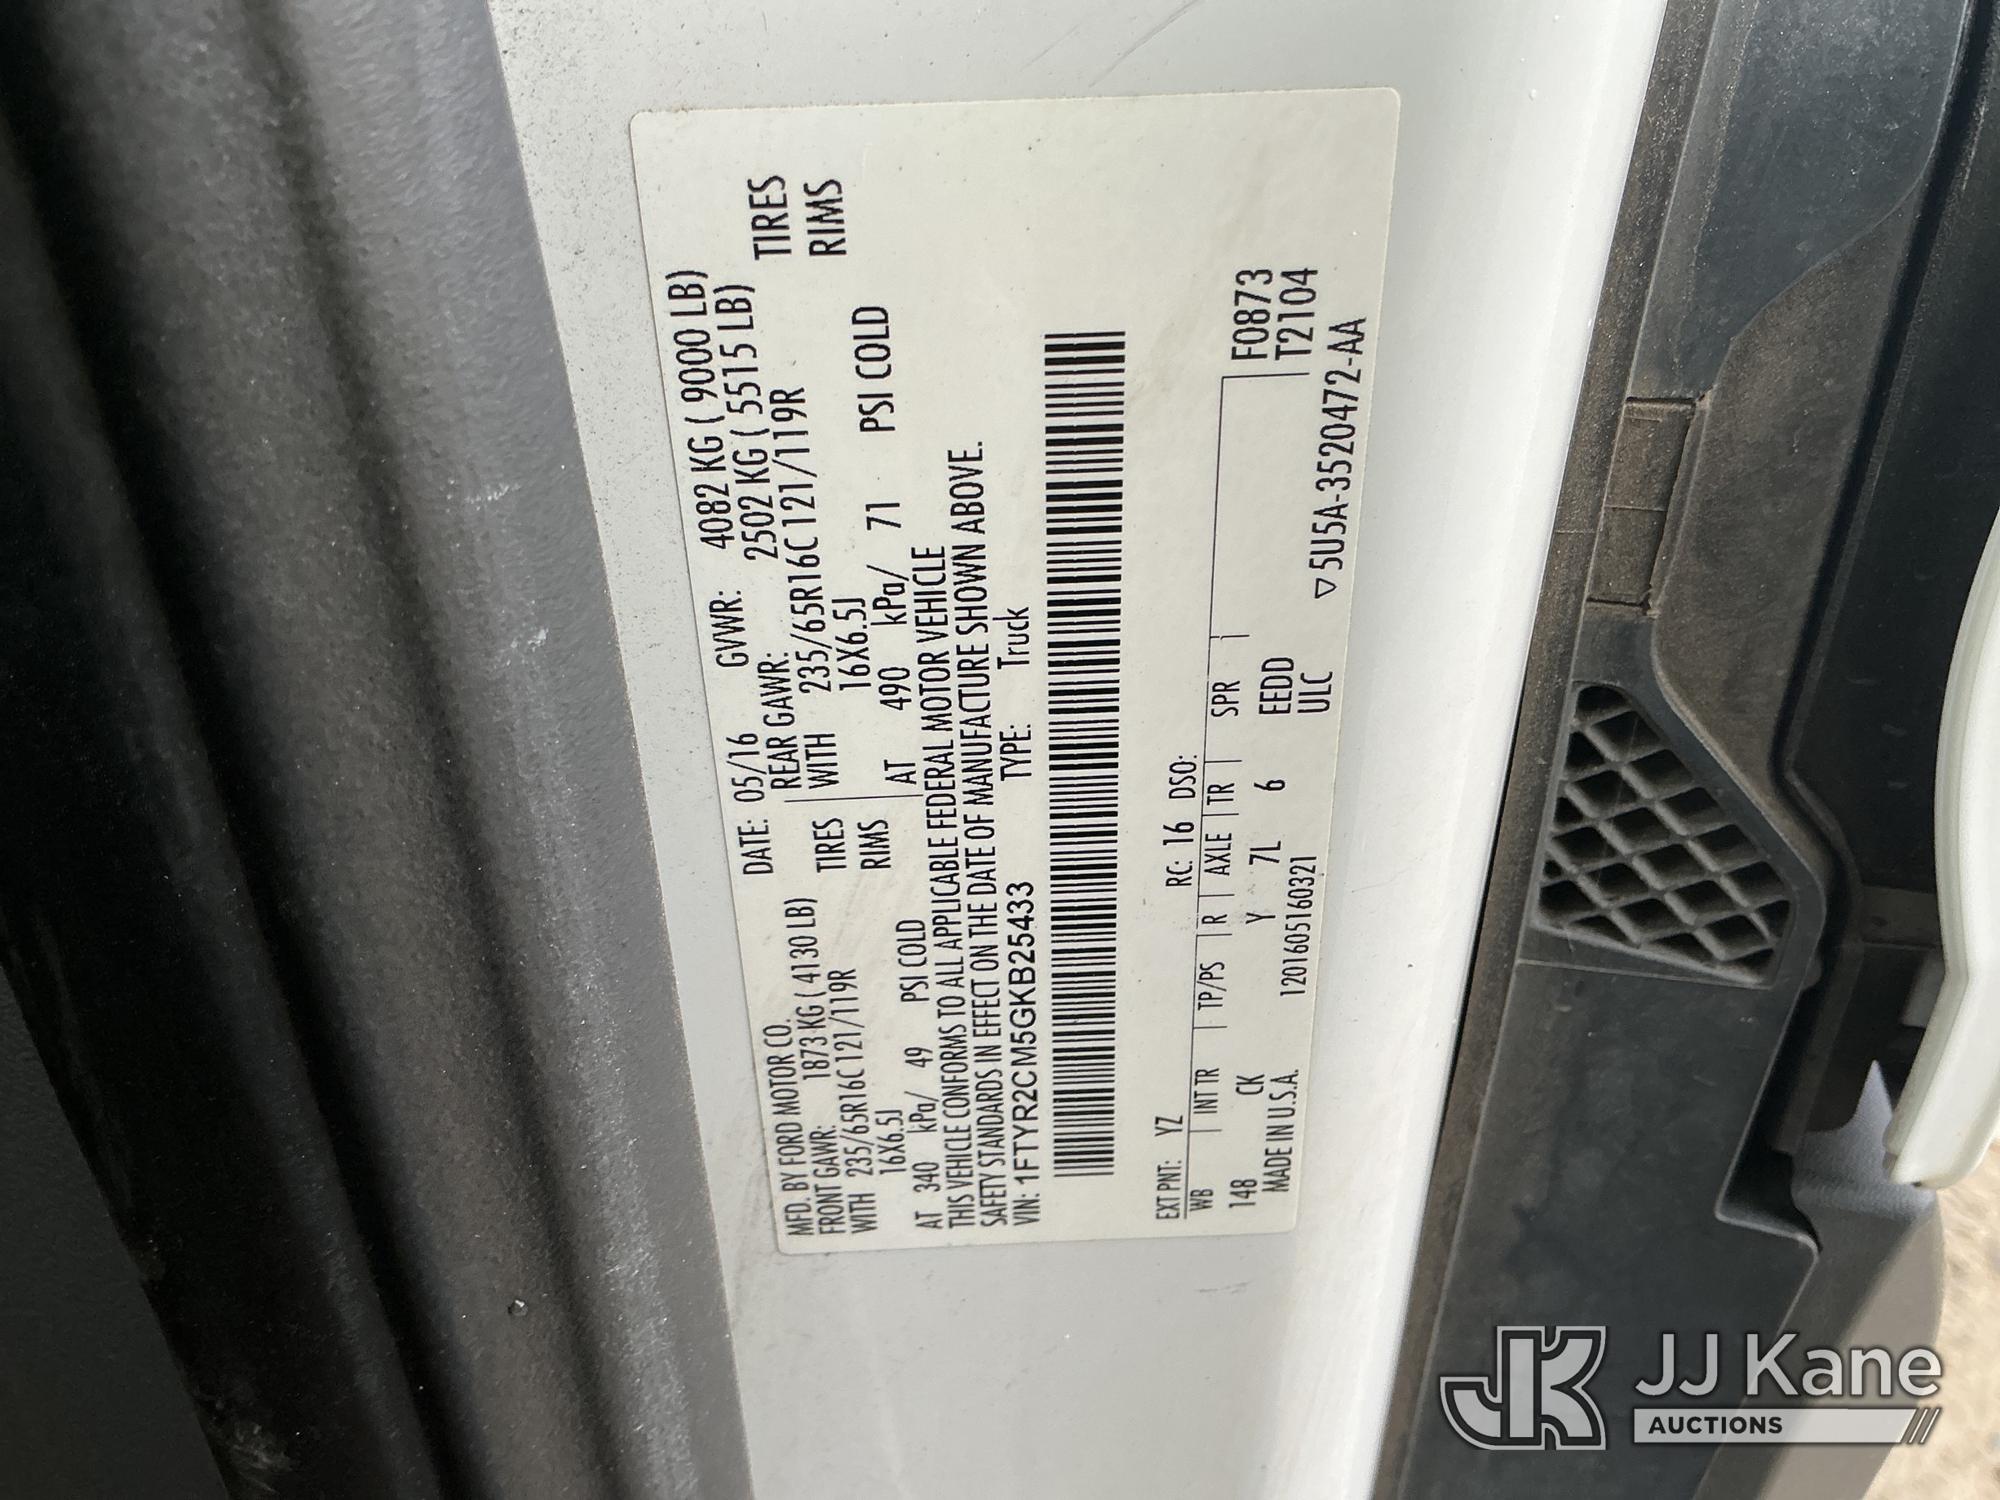 MFD. BY FORD MOTOR CO. DATE: 05/16 GVWR: 4082 KG ( 9000 LB)
FRONT GAWR: 1873 KG ( 4130 LB) REAR GAWR: 2502 KG ( 5515 LB)
WITH 235/65R16C 121/119R TIRES WITH 235/65R16C 121/119R TIRES
16X6.5J RIMS 16X6.5J RIMS
AT 340 kPa/ 49 PSI COLD AT 490 kPa/ 71 PSI COLD
THIS VEHICLE CONFORMS TO ALL APPLICABLE FEDERAL MOTOR VEHICLE
SAFETY STANDARDS IN EFFECT ON THE DATE OF MANUFACTURE SHOWN ABOVE.
VIN: 1FTYR2CM5GKB25433 TYPE: Truck
EXT PNT: YZ RC: 16 DSO:
WB INT TR TP/PS R AXLE TR SPR F0873
148 CK Y 7L 6 EEDD T2104
MADE IN U.S.A. 120160516032​1 ULC ▽5U5A-3520472-AA
JK JJ Kane
AUCTIONS